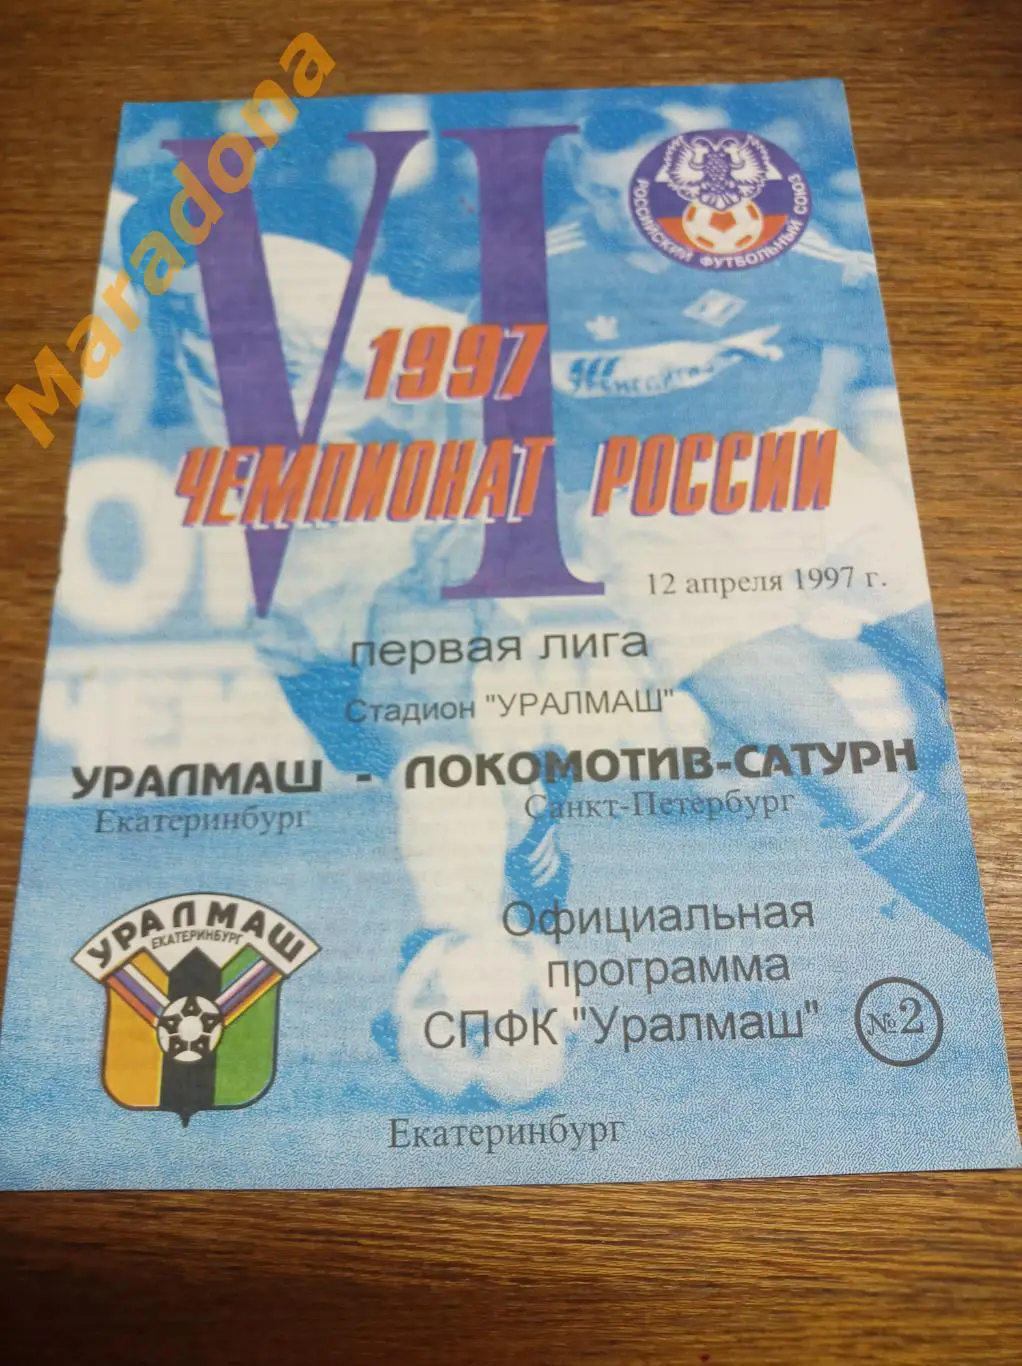 Maradona
VI
РОССИЙСКИЙ ФУТБОЛЬНЫЙ СОЮЗ
1997
ЧЕМПИОНАТ РОССИИ
12 апреля 1997 г.
первая лига
Стадион "УРАЛМАШ"
УРАЛМАШ - ЛОКОМОТИВ-САТУРН
Екатеринбург Санкт-Петербург
УРАЛМАШ
ЕКАТЕРИНБУРГ
Официальная
программа
СПФК "Уралмаш"
№2
Екатеринбург